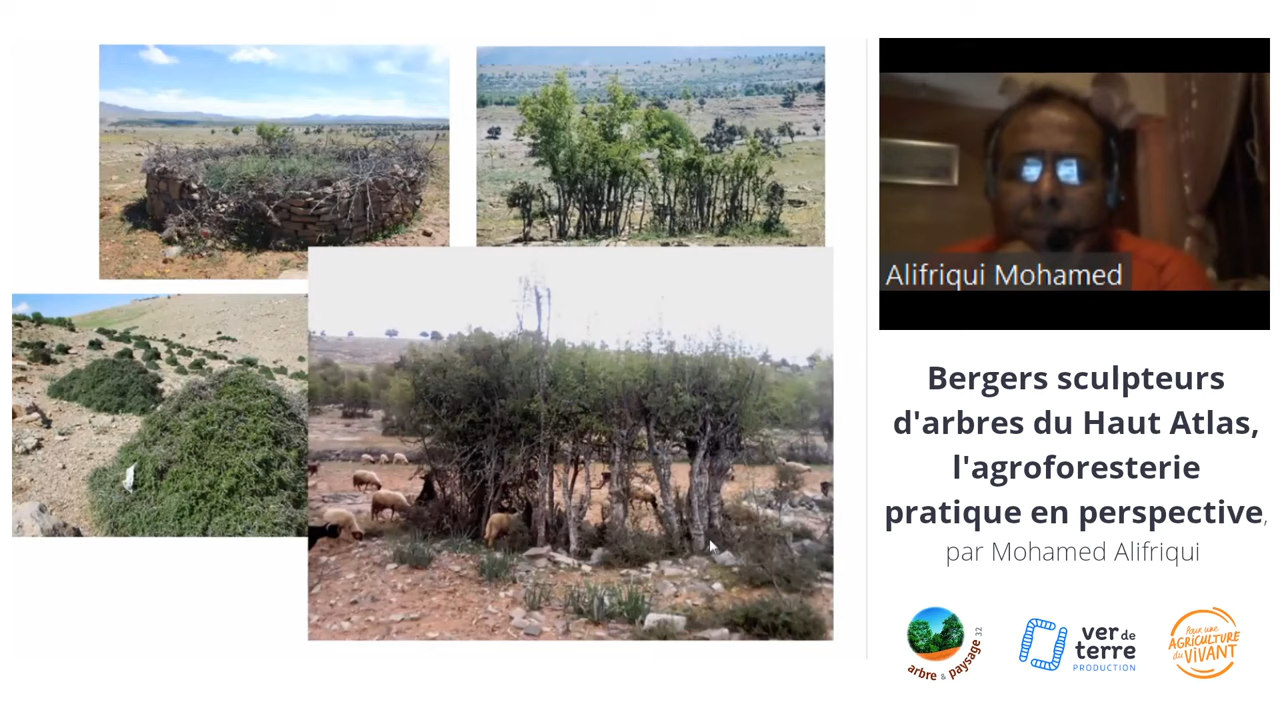 Alifriqui Mohamed
Bergers sculpteurs
d'arbres du Haut Atlas,
l'agroforesterie
pratique en perspective,
par Mohamed Alifriqui
arbre & paysage 32
ver de
terre
PRODUCTION
Pour une
AGRICULTURE
du VIVANT